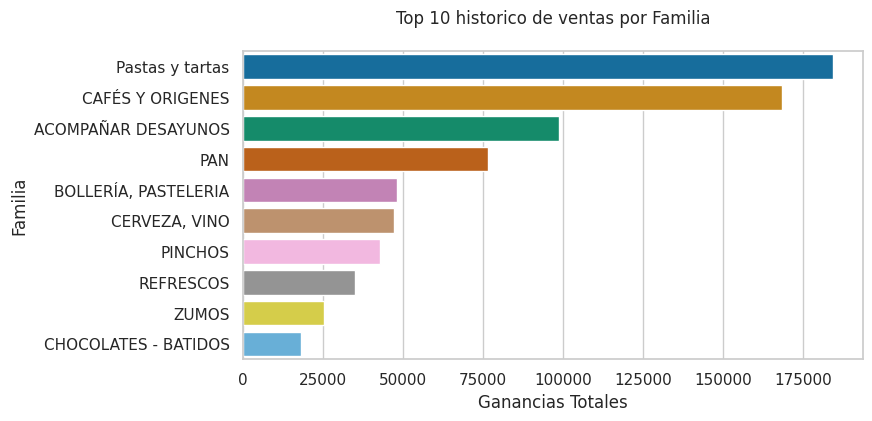 Top 10 historico de ventas por Familia
Familia
Pastas y tartas
CAFÉS Y ORIGENES
ACOMPAÑAR DESAYUNOS
PAN
BOLLERÍA, PASTELERIA
CERVEZA, VINO
PINCHOS
REFRESCOS
ZUMOS
CHOCOLATES - BATIDOS
0 25000 50000 75000 100000 125000 150000 175000
Ganancias Totales